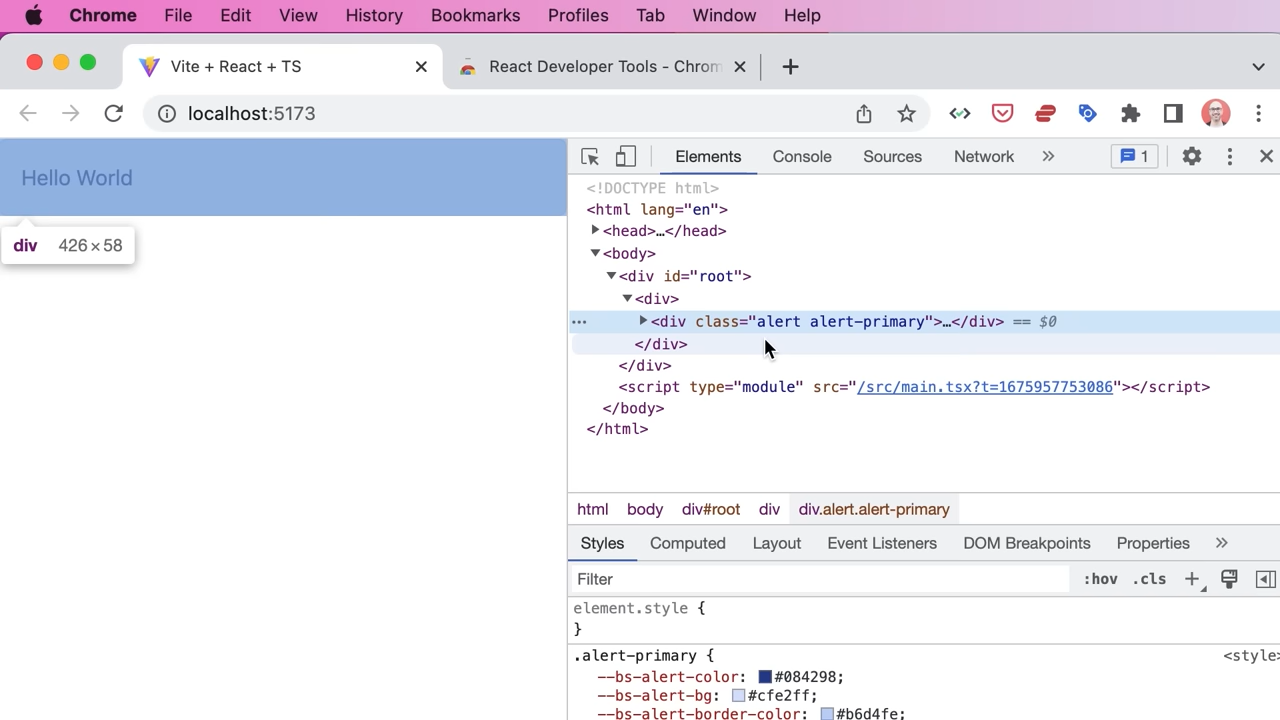 Chrome File Edit View History Bookmarks Profiles Tab Window Help
Vite + React + TS React Developer Tools - Chrom
localhost:5173
Hello World
div 426 × 58
Elements Console Sources Network 1
<!DOCTYPE html>
<html lang="en">
<head>…</head>
<body>
<div id="root">
<div>
<div class="alert alert-primary">…</div> == $0
</div>
</div>
<script type="module" src="/src/main.tsx?t=1675957753086"></script>
</body>
</html>
html body div#root div div.alert.alert-primary
Styles Computed Layout Event Listeners DOM Breakpoints Properties
Filter :hov .cls
element.style {
}
.alert-primary { <style>
--bs-alert-color: #084298;
--bs-alert-bg: #cfe2ff;
--bs-alert-border-color: #b6d4fe;